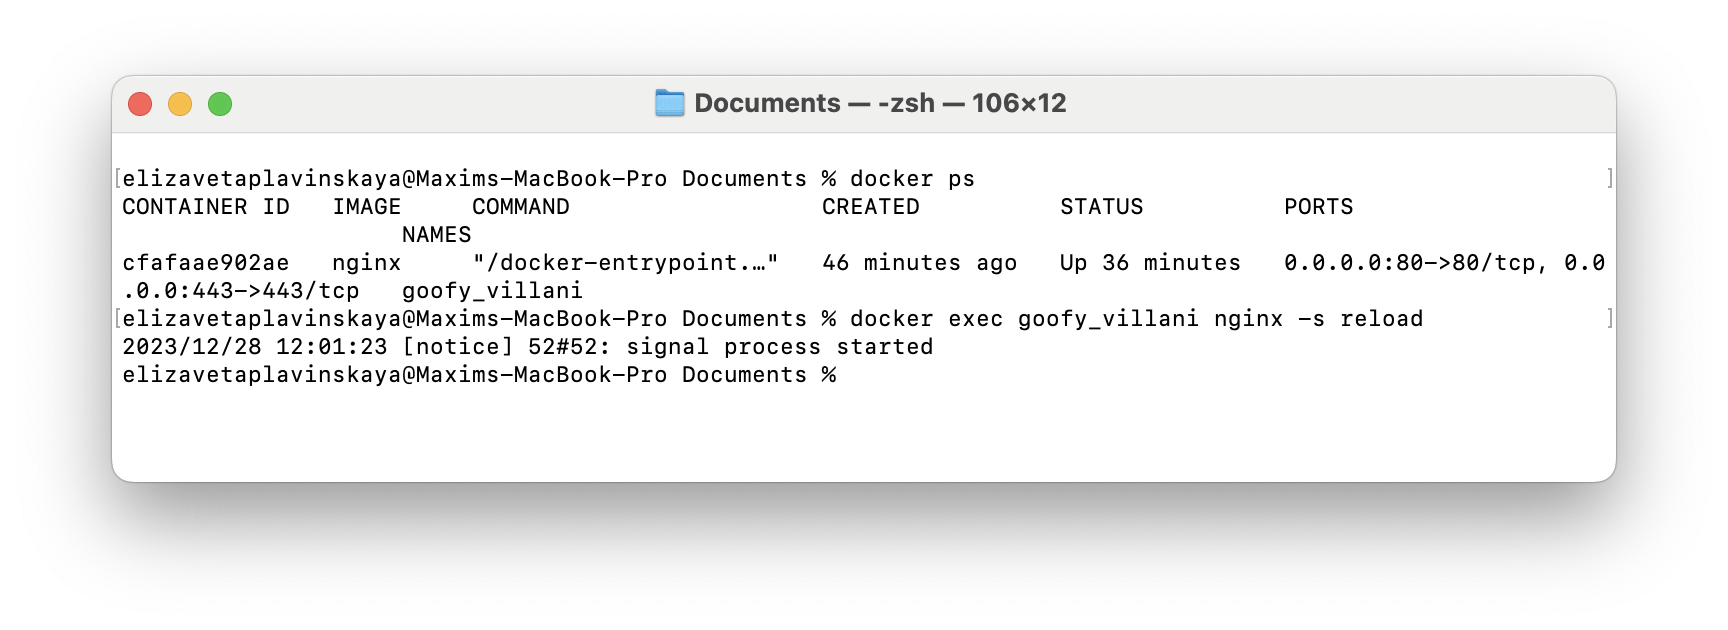 Documents — -zsh — 106×12
elizavetaplavinskaya@Maxims-MacBook-Pro Documents % docker ps
CONTAINER ID   IMAGE     COMMAND                  CREATED          STATUS          PORTS
                    NAMES
cfafaae902ae   nginx     "/docker-entrypoint.…"   46 minutes ago   Up 36 minutes   0.0.0.0:80->80/tcp, 0.0
.0.0:443->443/tcp   goofy_villani
elizavetaplavinskaya@Maxims-MacBook-Pro Documents % docker exec goofy_villani nginx -s reload
2023/12/28 12:01:23 [notice] 52#52: signal process started
elizavetaplavinskaya@Maxims-MacBook-Pro Documents %